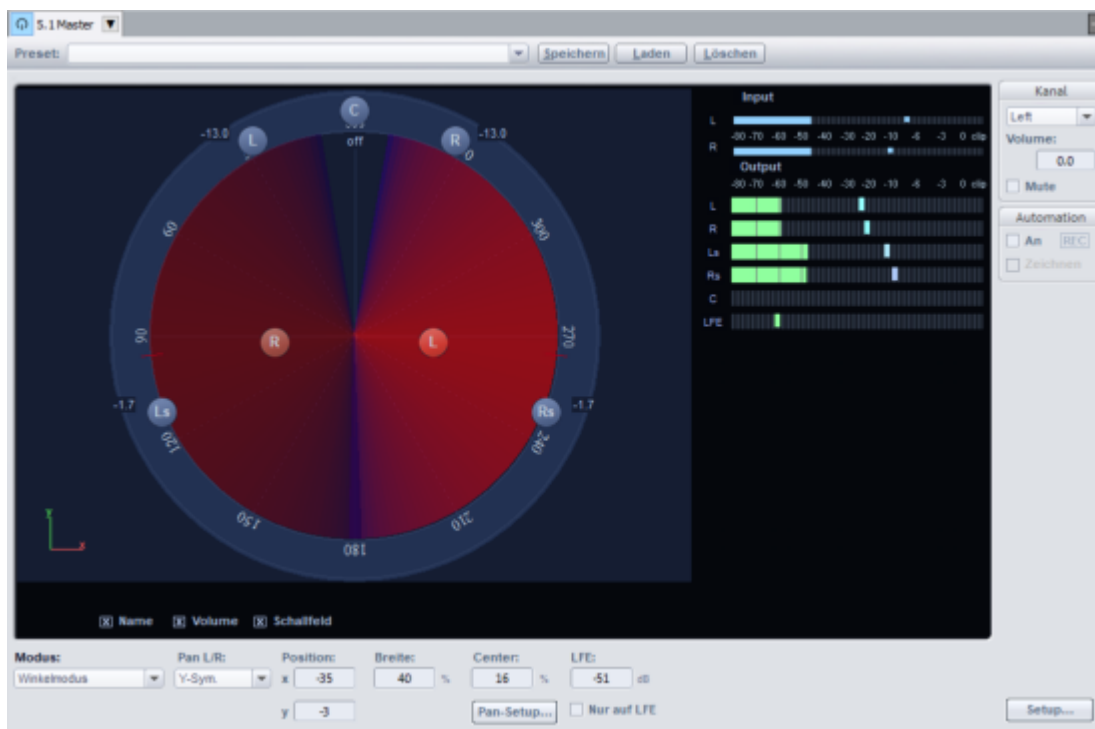 5.1 Master
Preset: Speichern Laden Löschen
C
off
-13.0 L R -13.0
0
60 300
90 270
R L
-1.7 Ls Rs -1.7
120 240
150 210
180
y
x
Name Volume Schallfeld
Input
L
-80 -70 -60 -50 -40 -30 -20 -10 -6 -3 0 clip
R
Output
-80 -70 -60 -50 -40 -30 -20 -10 -6 -3 0 clip
L
R
Ls
Rs
C
LFE
Kanal
Left
Volume:
0.0
Mute
Automation
An REC
Zeichnen
Modus: Pan L/R: Position: Breite: Center: LFE:
Winkelmodus Y-Sym. x -35 40 % 16 % -51 dB
y -3 Pan-Setup... Nur auf LFE Setup...